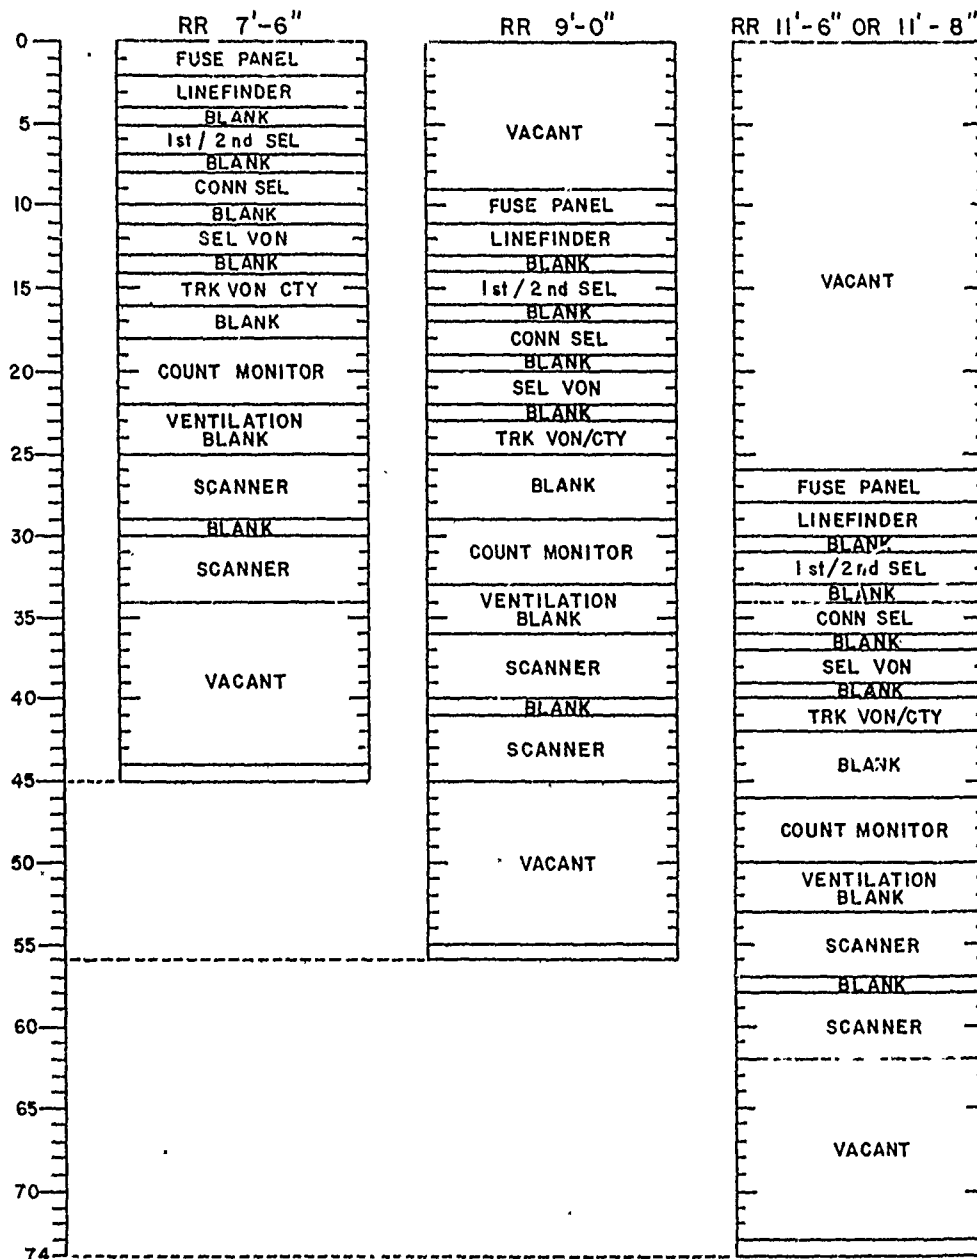 RR 7'-6"
RR 9'-0"
RR 11'-6" OR 11'-8"
0
5
10
15
20
25
30
35
40
45
50
55
60
65
70
74
FUSE PANEL
LINEFINDER
BLANK
1st / 2nd SEL
BLANK
CONN SEL
BLANK
SEL VON
BLANK
TRK VON CTY
BLANK
COUNT MONITOR
VENTILATION
BLANK
SCANNER
BLANK
SCANNER
VACANT
VACANT
FUSE PANEL
LINEFINDER
BLANK
1st / 2nd SEL
BLANK
CONN SEL
BLANK
SEL VON
BLANK
TRK VON/CTY
BLANK
COUNT MONITOR
VENTILATION
BLANK
SCANNER
BLANK
SCANNER
VACANT
VACANT
FUSE PANEL
LINEFINDER
BLANK
1st/2nd SEL
BLANK
CONN SEL
BLANK
SEL VON
BLANK
TRK VON/CTY
BLANK
COUNT MONITOR
VENTILATION
BLANK
SCANNER
BLANK
SCANNER
VACANT